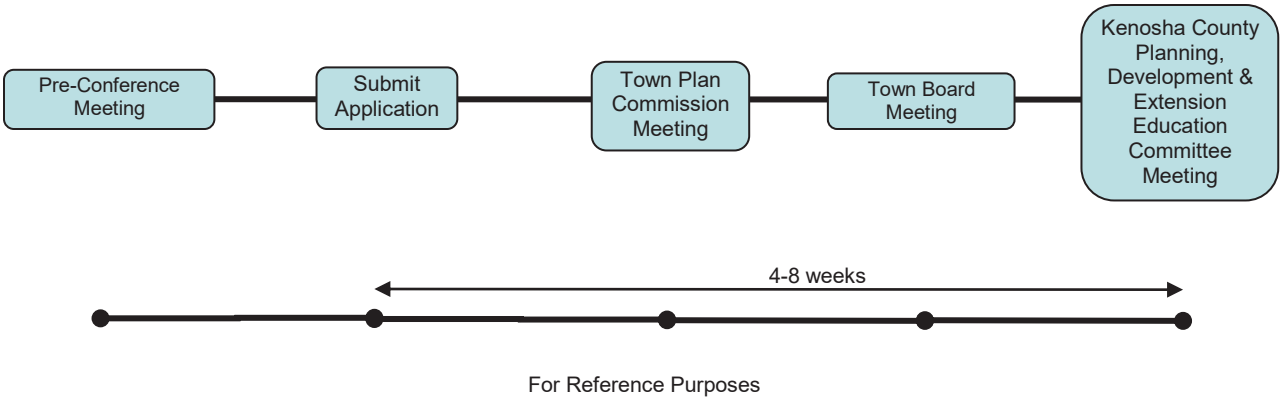 Pre-Conference
Meeting
Submit
Application
Town Plan
Commission
Meeting
Town Board
Meeting
Kenosha County
Planning,
Development &
Extension
Education
Committee
Meeting
4-8 weeks
For Reference Purposes